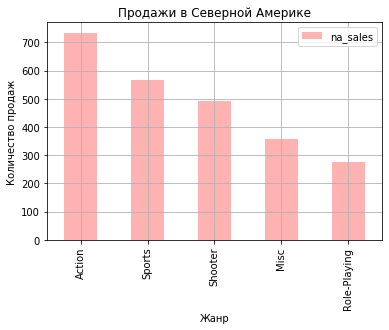 Продажи в Северной Америке
na_sales
Количество продаж
700
600
500
400
300
200
100
0
Action
Sports
Shooter
Misc
Role-Playing
Жанр